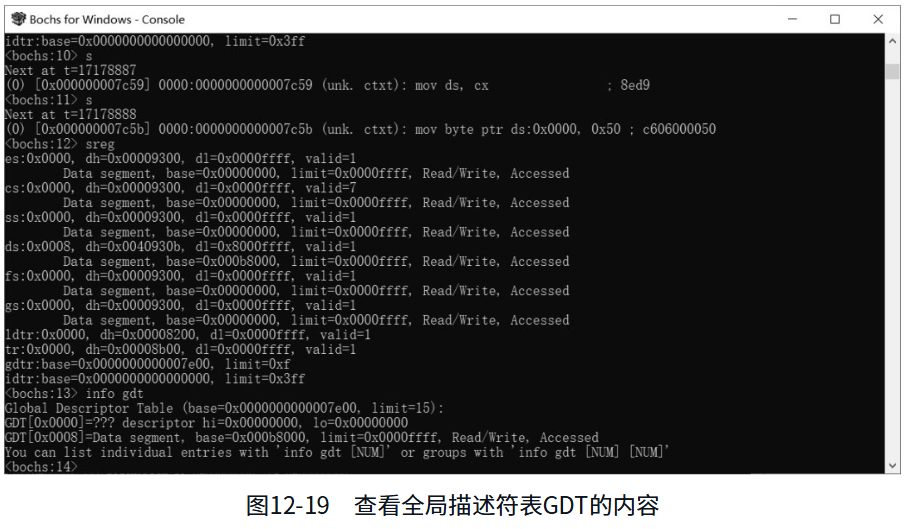 Bochs for Windows - Console
idtr:base=0x0000000000000000, limit=0x3ff
<bochs:10> s
Next at t=17178887
(0) [0x000000007c59] 0000:0000000000007c59 (unk. ctxt): mov ds, cx ; 8ed9
<bochs:11> s
Next at t=17178888
(0) [0x000000007c5b] 0000:0000000000007c5b (unk. ctxt): mov byte ptr ds:0x0000, 0x50 ; c606000050
<bochs:12> sreg
es:0x0000, dh=0x00009300, dl=0x0000ffff, valid=1
Data segment, base=0x00000000, limit=0x0000ffff, Read/Write, Accessed
cs:0x0000, dh=0x00009300, dl=0x0000ffff, valid=7
Data segment, base=0x00000000, limit=0x0000ffff, Read/Write, Accessed
ss:0x0000, dh=0x00009300, dl=0x0000ffff, valid=1
Data segment, base=0x00000000, limit=0x0000ffff, Read/Write, Accessed
ds:0x0008, dh=0x0040930b, dl=0x8000ffff, valid=1
Data segment, base=0x000b8000, limit=0x0000ffff, Read/Write, Accessed
fs:0x0000, dh=0x00009300, dl=0x0000ffff, valid=1
Data segment, base=0x00000000, limit=0x0000ffff, Read/Write, Accessed
gs:0x0000, dh=0x00009300, dl=0x0000ffff, valid=1
Data segment, base=0x00000000, limit=0x0000ffff, Read/Write, Accessed
ldtr:0x0000, dh=0x00008200, dl=0x0000ffff, valid=1
tr:0x0000, dh=0x00008b00, dl=0x0000ffff, valid=1
gdtr:base=0x0000000000007e00, limit=0xf
idtr:base=0x0000000000000000, limit=0x3ff
<bochs:13> info gdt
Global Descriptor Table (base=0x0000000000007e00, limit=15):
GDT[0x0000]=??? descriptor hi=0x00000000, lo=0x00000000
GDT[0x0008]=Data segment, base=0x000b8000, limit=0x0000ffff, Read/Write, Accessed
You can list individual entries with 'info gdt [NUM]' or groups with 'info gdt [NUM] [NUM]'
<bochs:14>
图12-19 查看全局描述符表GDT的内容